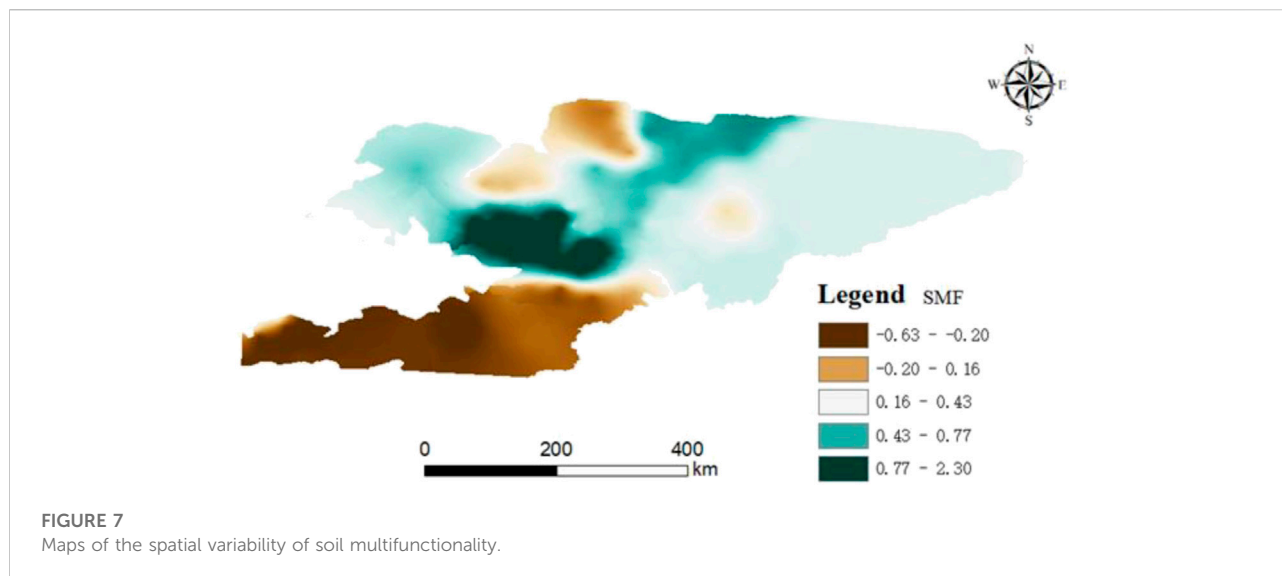 N
W E
S
Legend SMF
-0.63 - -0.20
-0.20 - 0.16
0.16 - 0.43
0.43 - 0.77
0.77 - 2.30
0 200 400
km
FIGURE 7
Maps of the spatial variability of soil multifunctionality.